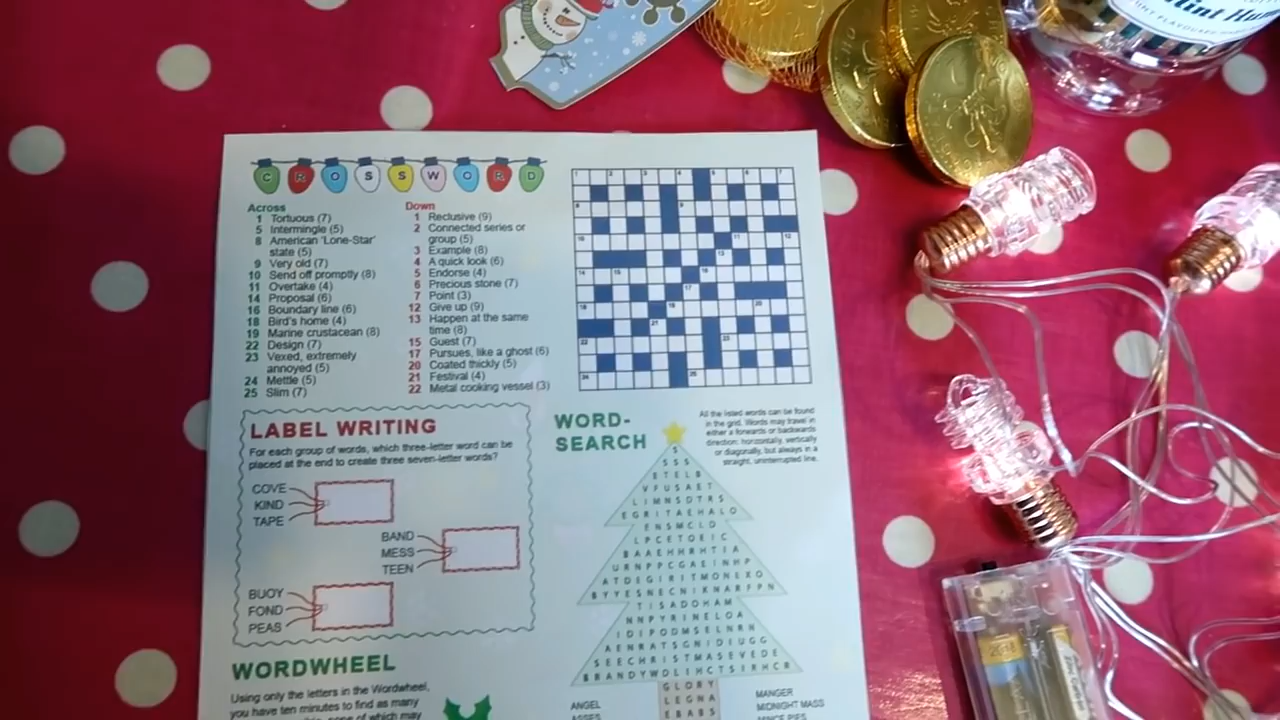 CROSSWORD
Across
1 Tortuous (7)
5 Intermingle (5)
8 American 'Lone-Star'
state (5)
9 Very old (7)
10 Send off promptly (8)
11 Overtake (4)
14 Proposal (6)
16 Boundary line (6)
18 Bird's home (4)
19 Marine crustacean (8)
22 Design (7)
23 Vexed, extremely
annoyed (5)
24 Mettle (5)
25 Slim (7)
Down
1 Reclusive (9)
2 Connected series or
group (5)
3 Example (8)
4 A quick look (6)
5 Endorse (4)
6 Precious stone (7)
7 Point (3)
12 Give up (9)
13 Happen at the same
time (8)
15 Guest (7)
17 Pursues, like a ghost (6)
20 Coated thickly (5)
21 Festival (4)
22 Metal cooking vessel (3)
LABEL WRITING
For each group of words, which three-letter word can be
placed at the end to create three seven-letter words?
COVE
KIND
TAPE
BAND
MESS
TEEN
BUOY
FOND
PEAS
WORD-
SEARCH
All the listed words can be found
in the grid. Words may travel in
either a forwards or backwards
direction: horizontally, vertically
or diagonally, but always in a
straight, uninterrupted line.
S
S S S
E T E L B
V F U S A E T
L I M N S D T R S
E G R I T A E H A L O
E N S M C L D
L P C E T O E I C
B A A E H H R H T I A
U R N P P C G A E I N H P
A T D E G I R I T M O N E X O
B Y Y E S N E C N I K N A R F P N
T I S A D O H A M
N N P Y R I N E L O A
I D I P O D M S E L N R N
A E N R A T S G N I D I U G G
S E E C H R I S T M A S E V E D E
B R A N D Y W D L I H C T S I R H C R
G L O R Y
L E G N A
E B A B S
ANGEL
MANGER
MIDNIGHT MASS
WORDWHEEL
Using only the letters in the Wordwheel,
you have ten minutes to find as many